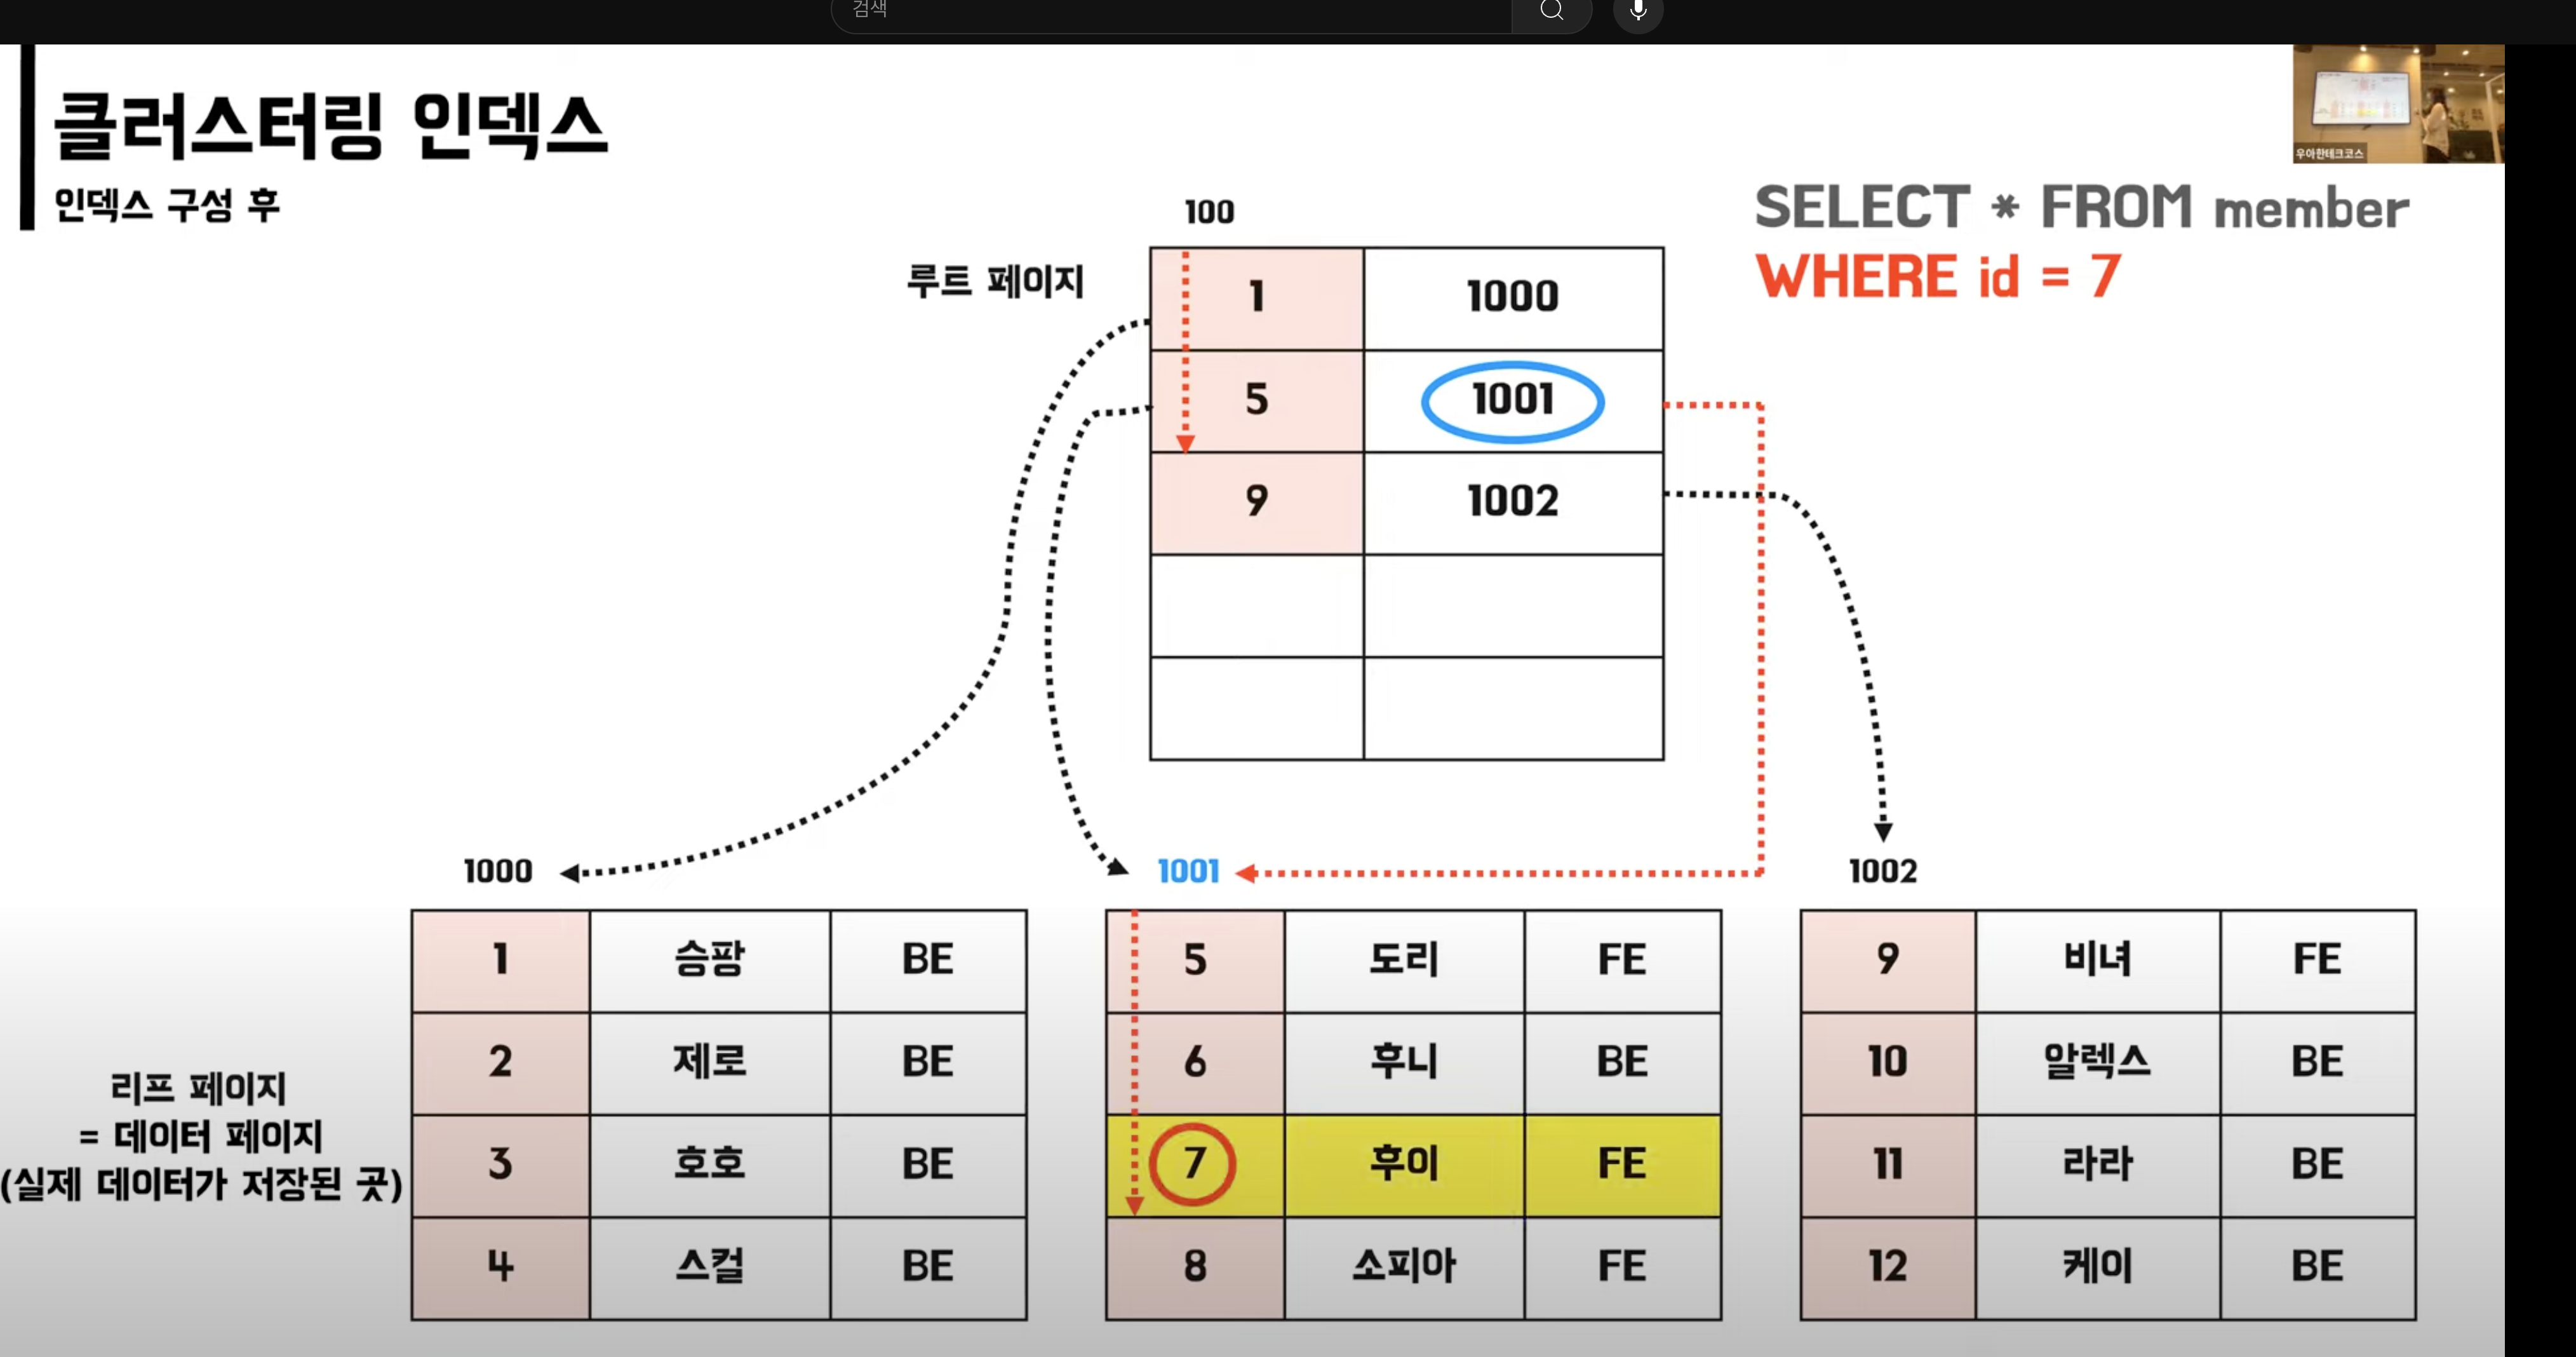 검색
클러스터링 인덱스
인덱스 구성 후
우아한테크코스
SELECT * FROM member
WHERE id = 7
100
루트 페이지
1 1000
5 1001
9 1002
1000
1 승팡 BE
2 제로 BE
3 호호 BE
4 스컬 BE
1001
5 도리 FE
6 후니 BE
7 후이 FE
8 소피아 FE
1002
9 비녀 FE
10 알렉스 BE
11 라라 BE
12 케이 BE
리프 페이지
= 데이터 페이지
(실제 데이터가 저장된 곳)